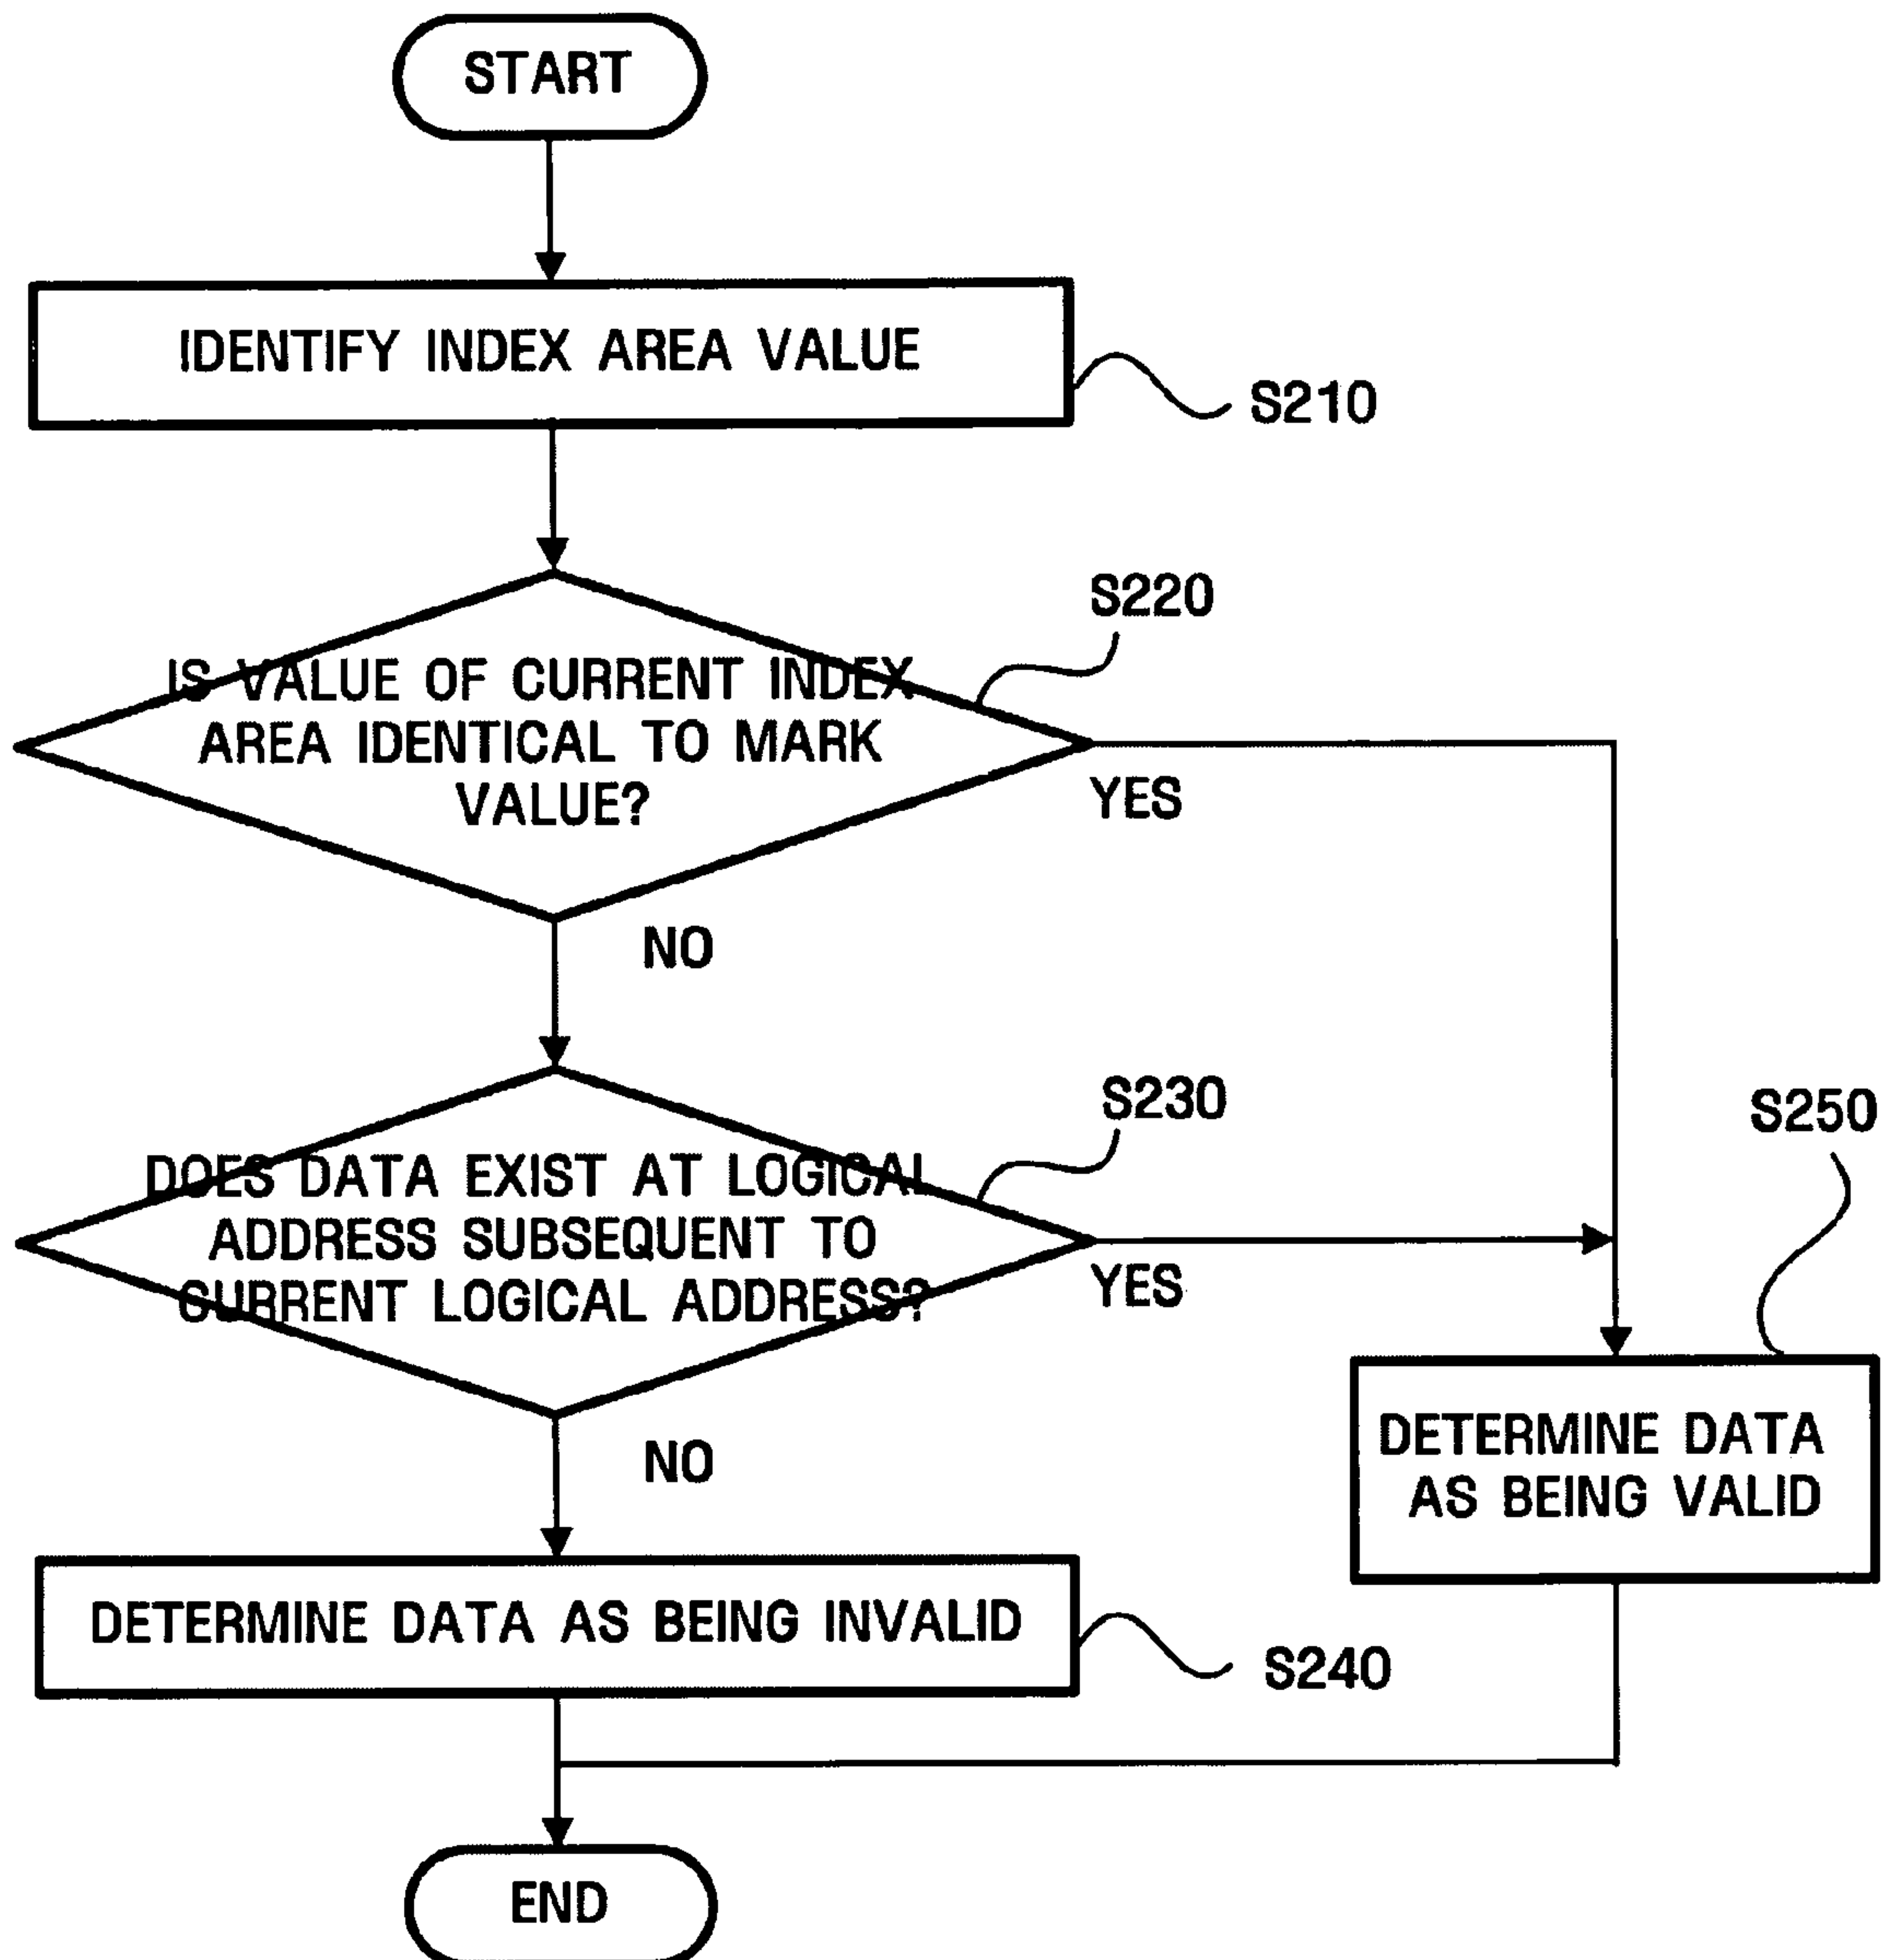 START
IDENTIFY INDEX AREA VALUE
S210
S220
IS VALUE OF CURRENT INDEX
AREA IDENTICAL TO MARK
VALUE?
YES
NO
S230
DOES DATA EXIST AT LOGICAL
ADDRESS SUBSEQUENT TO
CURRENT LOGICAL ADDRESS?
YES
NO
S250
DETERMINE DATA
AS BEING VALID
DETERMINE DATA AS BEING INVALID
S240
END